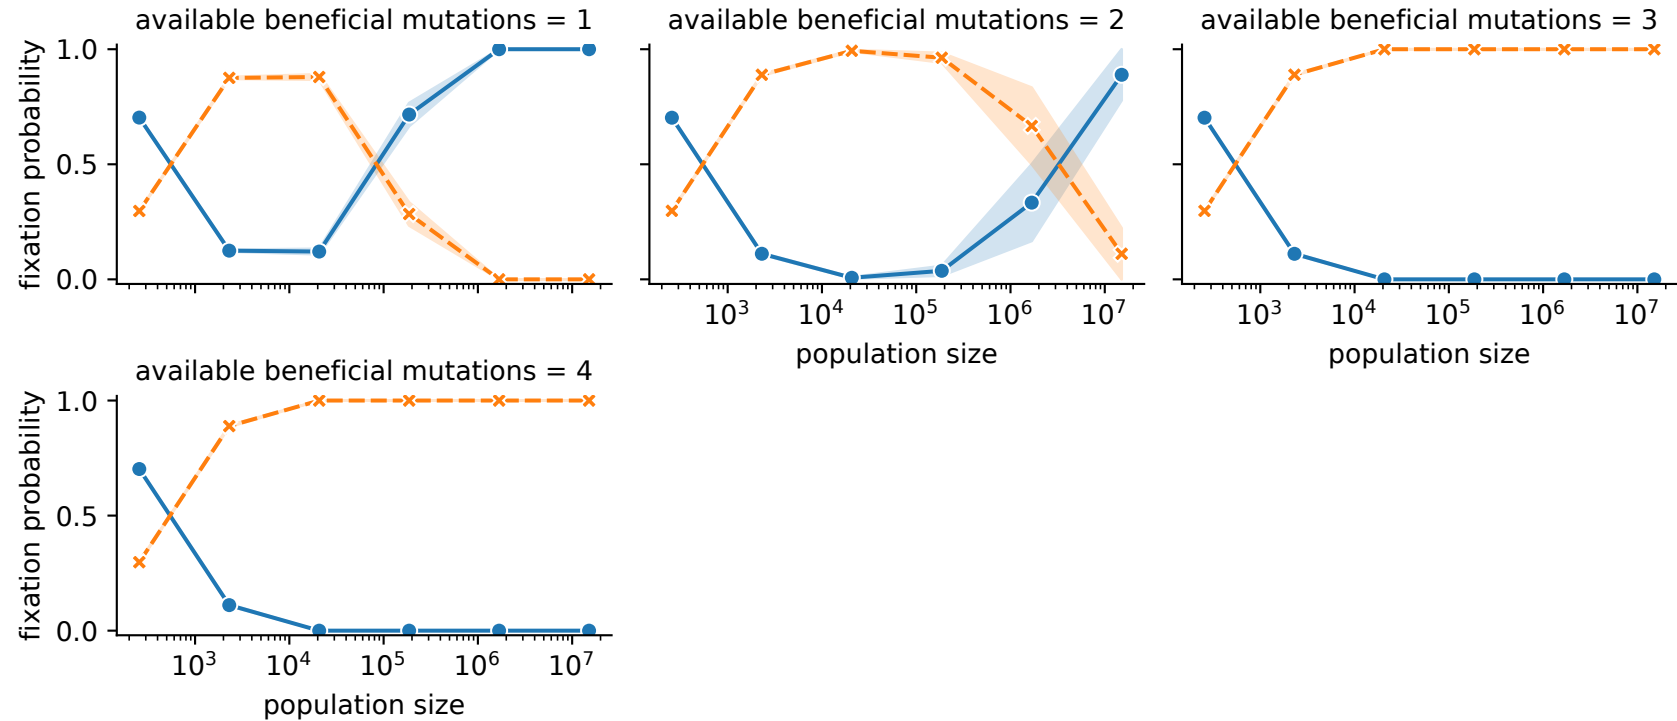 available beneficial mutations = 1
available beneficial mutations = 2
available beneficial mutations = 3
fixation probability
1.0
0.5
0.0
10³ 10⁴ 10⁵ 10⁶ 10⁷
population size
10³ 10⁴ 10⁵ 10⁶ 10⁷
population size
available beneficial mutations = 4
fixation probability
1.0
0.5
0.0
10³ 10⁴ 10⁵ 10⁶ 10⁷
population size